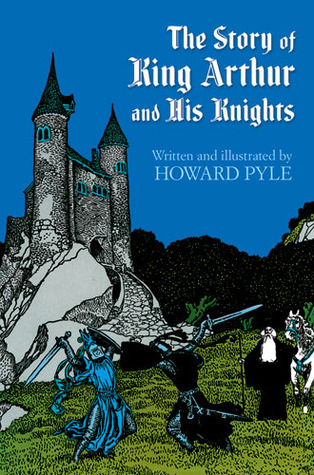 The Story of
King Arthur
and His Knights
Written and illustrated by
HOWARD PYLE